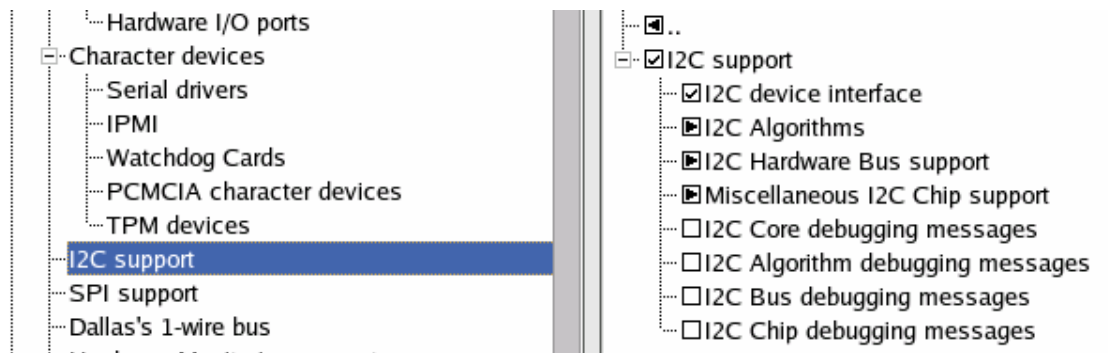 Hardware I/O ports
Character devices
Serial drivers
IPMI
Watchdog Cards
PCMCIA character devices
TPM devices
I2C support
SPI support
Dallas's 1-wire bus
..
I2C support
I2C device interface
I2C Algorithms
I2C Hardware Bus support
Miscellaneous I2C Chip support
I2C Core debugging messages
I2C Algorithm debugging messages
I2C Bus debugging messages
I2C Chip debugging messages